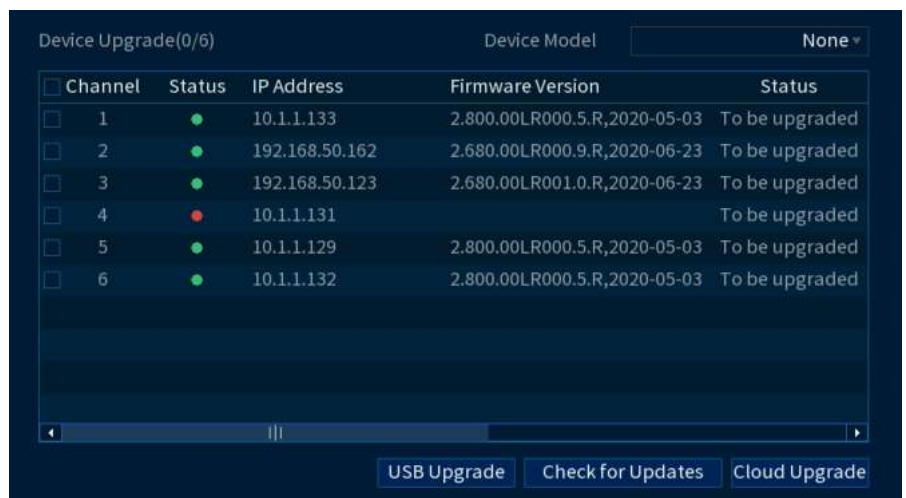 Device Upgrade(0/6) Device Model None
Channel Status IP Address Firmware Version Status
1 10.1.1.133 2.800.00LR000.5.R,2020-05-03 To be upgraded
2 192.168.50.162 2.680.00LR000.9.R,2020-06-23 To be upgraded
3 192.168.50.123 2.680.00LR001.0.R,2020-06-23 To be upgraded
4 10.1.1.131 To be upgraded
5 10.1.1.129 2.800.00LR000.5.R,2020-05-03 To be upgraded
6 10.1.1.132 2.800.00LR000.5.R,2020-05-03 To be upgraded
USB Upgrade Check for Updates Cloud Upgrade